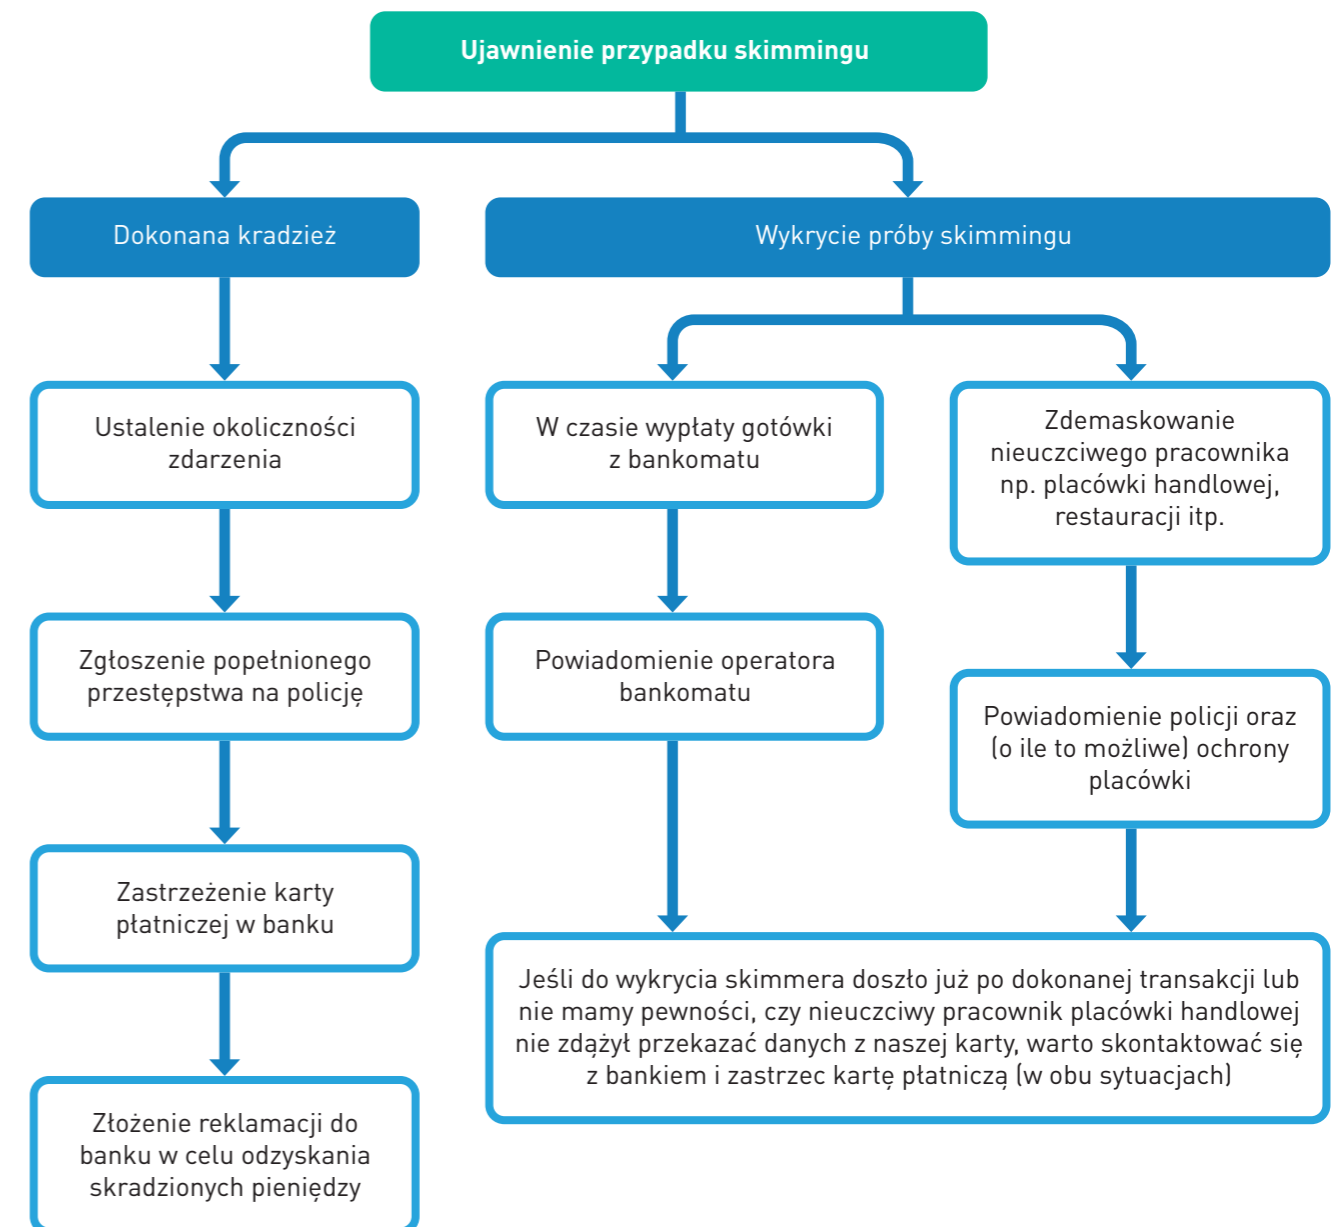 Ujawnienie przypadku skimmingu
Dokonana kradzież
Wykrycie próby skimmingu
Ustalenie okoliczności
zdarzenia
Zgłoszenie popełnionego
przestępstwa na policję
Zastrzeżenie karty
płatniczej w banku
Złożenie reklamacji do
banku w celu odzyskania
skradzionych pieniędzy
W czasie wypłaty gotówki
z bankomatu
Powiadomienie operatora
bankomatu
Zdemaskowanie
nieuczciwego pracownika
np. placówki handlowej,
restauracji itp.
Powiadomienie policji oraz
(o ile to możliwe) ochrony
placówki
Jeśli do wykrycia skimmera doszło już po dokonanej transakcji lub
nie mamy pewności, czy nieuczciwy pracownik placówki handlowej
nie zdążył przekazać danych z naszej karty, warto skontaktować się
z bankiem i zastrzec kartę płatniczą (w obu sytuacjach)